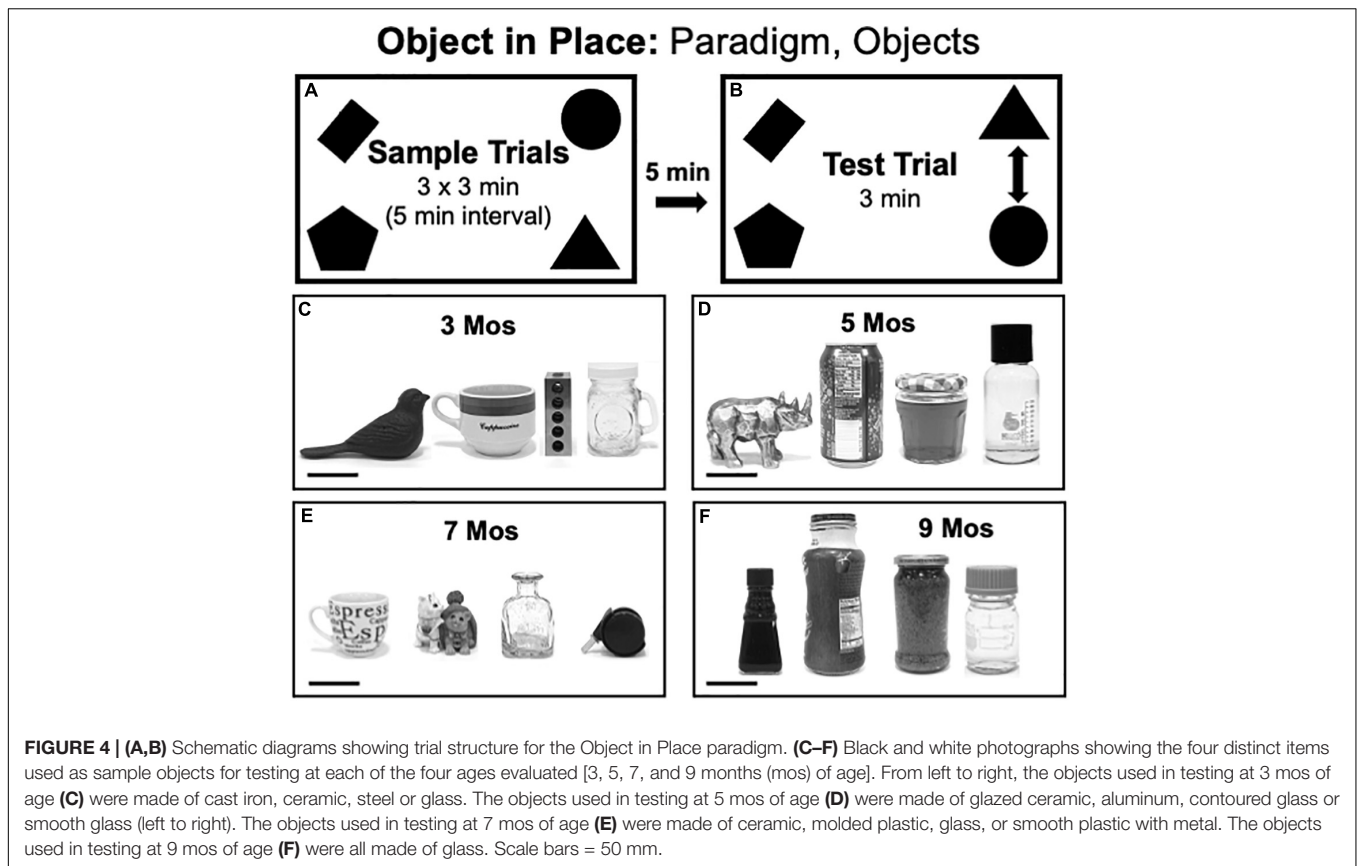 Object in Place: Paradigm, Objects
A
Sample Trials
3 x 3 min
(5 min interval)
5 min
B
Test Trial
3 min
C
3 Mos
D
5 Mos
E
7 Mos
Espress
Esp
F
9 Mos
FIGURE 4 | (A,B) Schematic diagrams showing trial structure for the Object in Place paradigm. (C–F) Black and white photographs showing the four distinct items
used as sample objects for testing at each of the four ages evaluated [3, 5, 7, and 9 months (mos) of age]. From left to right, the objects used in testing at 3 mos of
age (C) were made of cast iron, ceramic, steel or glass. The objects used in testing at 5 mos of age (D) were made of glazed ceramic, aluminum, contoured glass or
smooth glass (left to right). The objects used in testing at 7 mos of age (E) were made of ceramic, molded plastic, glass, or smooth plastic with metal. The objects
used in testing at 9 mos of age (F) were all made of glass. Scale bars = 50 mm.